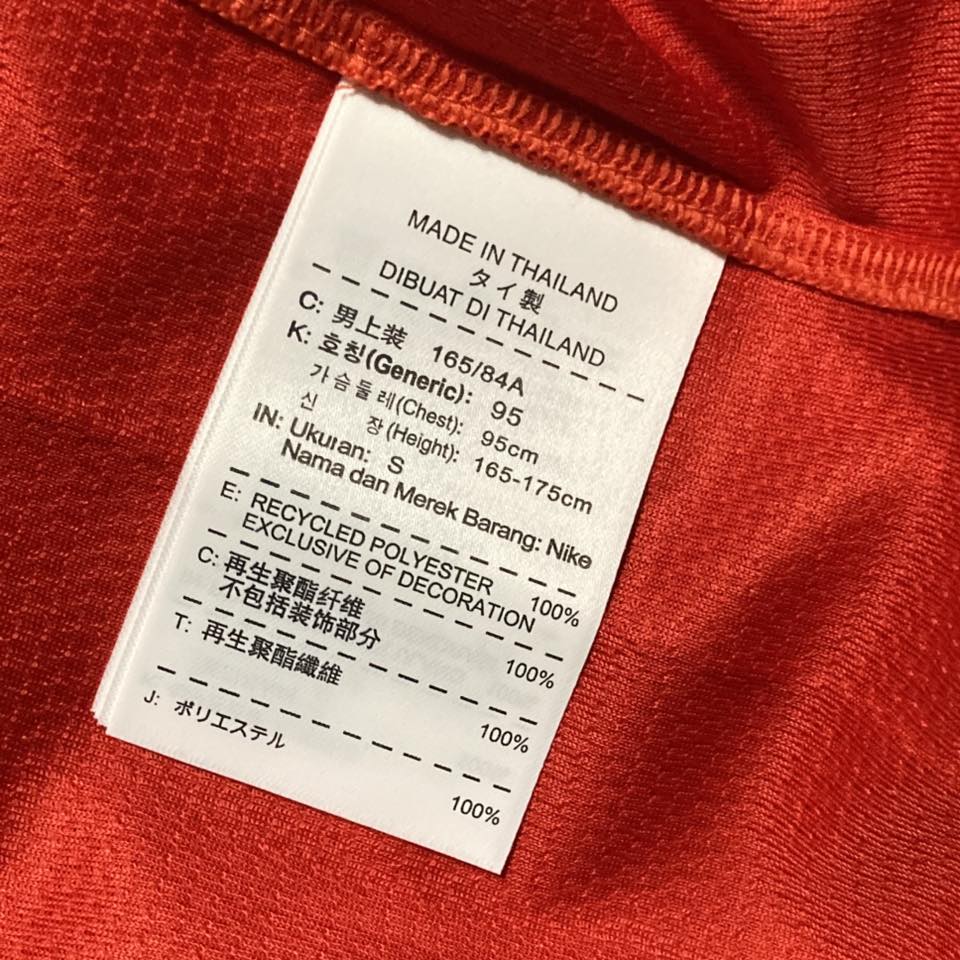 MADE IN THAILAND
タイ製
DIBUAT DI THAILAND
C: 男上装 165/84A
K: 호칭(Generic): 95
가슴둘레(Chest): 95cm
신 장(Height): 165-175cm
IN: Ukuran: S
Nama dan Merek Barang: Nike
E: RECYCLED POLYESTER 100%
EXCLUSIVE OF DECORATION
C: 再生聚酯纤维 100%
不包括装饰部分
T: 再生聚酯纖維 100%
J: ポリエステル 100%